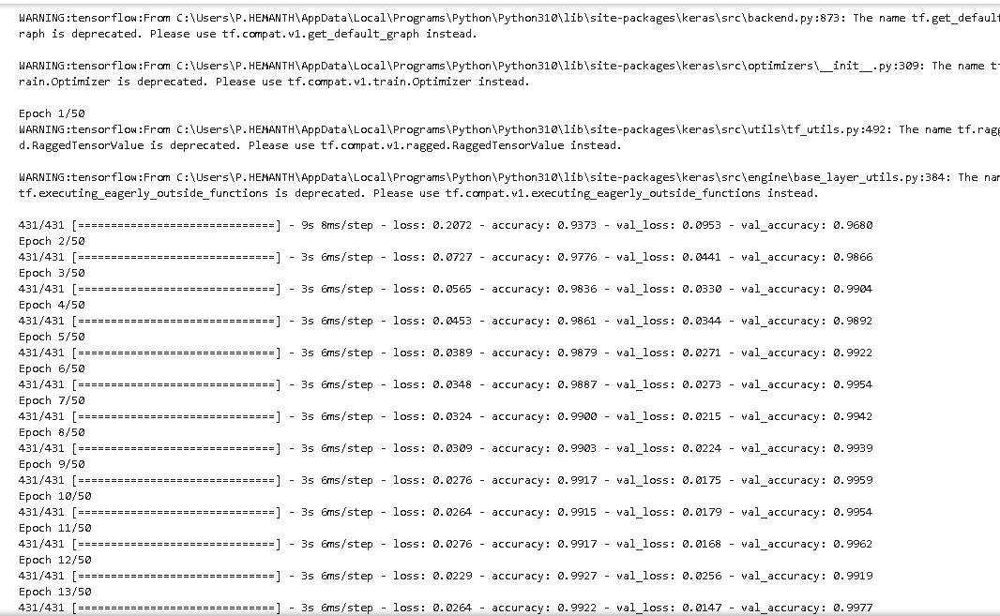 WARNING:tensorflow:From C:\Users\P.HEMANTH\AppData\Local\Programs\Python\Python310\lib\site-packages\keras\src\backend.py:873: The name tf.get_default
raph is deprecated. Please use tf.compat.v1.get_default_graph instead.
WARNING:tensorflow:From C:\Users\P.HEMANTH\AppData\Local\Programs\Python\Python310\lib\site-packages\keras\src\optimizers\__init__.py:309: The name t
rain.Optimizer is deprecated. Please use tf.compat.v1.train.Optimizer instead.
Epoch 1/50
WARNING:tensorflow:From C:\Users\P.HEMANTH\AppData\Local\Programs\Python\Python310\lib\site-packages\keras\src\utils\tf_utils.py:492: The name tf.ragg
d.RaggedTensorValue is deprecated. Please use tf.compat.v1.ragged.RaggedTensorValue instead.
WARNING:tensorflow:From C:\Users\P.HEMANTH\AppData\Local\Programs\Python\Python310\lib\site-packages\keras\src\engine\base_layer_utils.py:384: The nam
tf.executing_eagerly_outside_functions is deprecated. Please use tf.compat.v1.executing_eagerly_outside_functions instead.
431/431 [==============================] - 9s 8ms/step - loss: 0.2072 - accuracy: 0.9373 - val_loss: 0.0953 - val_accuracy: 0.9680
Epoch 2/50
431/431 [==============================] - 3s 6ms/step - loss: 0.0727 - accuracy: 0.9776 - val_loss: 0.0441 - val_accuracy: 0.9866
Epoch 3/50
431/431 [==============================] - 3s 6ms/step - loss: 0.0565 - accuracy: 0.9836 - val_loss: 0.0330 - val_accuracy: 0.9904
Epoch 4/50
431/431 [==============================] - 3s 6ms/step - loss: 0.0453 - accuracy: 0.9861 - val_loss: 0.0344 - val_accuracy: 0.9892
Epoch 5/50
431/431 [==============================] - 3s 6ms/step - loss: 0.0389 - accuracy: 0.9879 - val_loss: 0.0271 - val_accuracy: 0.9922
Epoch 6/50
431/431 [==============================] - 3s 6ms/step - loss: 0.0348 - accuracy: 0.9887 - val_loss: 0.0273 - val_accuracy: 0.9954
Epoch 7/50
431/431 [==============================] - 3s 6ms/step - loss: 0.0324 - accuracy: 0.9900 - val_loss: 0.0215 - val_accuracy: 0.9942
Epoch 8/50
431/431 [==============================] - 3s 6ms/step - loss: 0.0309 - accuracy: 0.9903 - val_loss: 0.0224 - val_accuracy: 0.9939
Epoch 9/50
431/431 [==============================] - 3s 6ms/step - loss: 0.0276 - accuracy: 0.9917 - val_loss: 0.0175 - val_accuracy: 0.9959
Epoch 10/50
431/431 [==============================] - 3s 6ms/step - loss: 0.0264 - accuracy: 0.9915 - val_loss: 0.0179 - val_accuracy: 0.9954
Epoch 11/50
431/431 [==============================] - 3s 6ms/step - loss: 0.0276 - accuracy: 0.9917 - val_loss: 0.0168 - val_accuracy: 0.9962
Epoch 12/50
431/431 [==============================] - 3s 6ms/step - loss: 0.0229 - accuracy: 0.9927 - val_loss: 0.0256 - val_accuracy: 0.9919
Epoch 13/50
431/431 [==============================] - 3s 6ms/step - loss: 0.0264 - accuracy: 0.9922 - val_loss: 0.0147 - val_accuracy: 0.9977